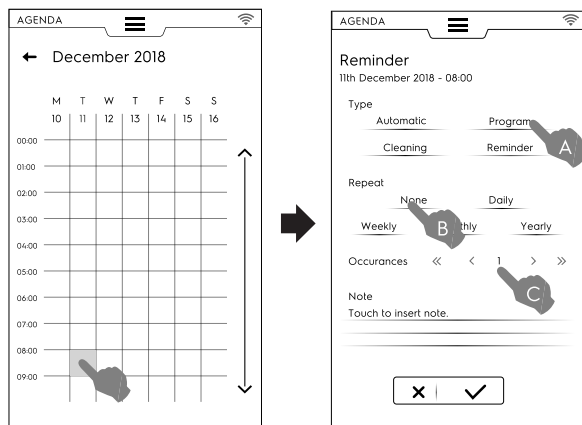 AGENDA
December 2018
M T W T F S S
10 11 12 13 14 15 16
00:00
01:00
02:00
03:00
04:00
05:00
06:00
07:00
08:00
09:00
AGENDA
Reminder
11th December 2018 - 08:00
Type
Automatic Program
A
Cleaning Reminder
Repeat
None Daily
B
Weekly thly Yearly
Occurances << < 1 > >>
C
Note
Touch to insert note.